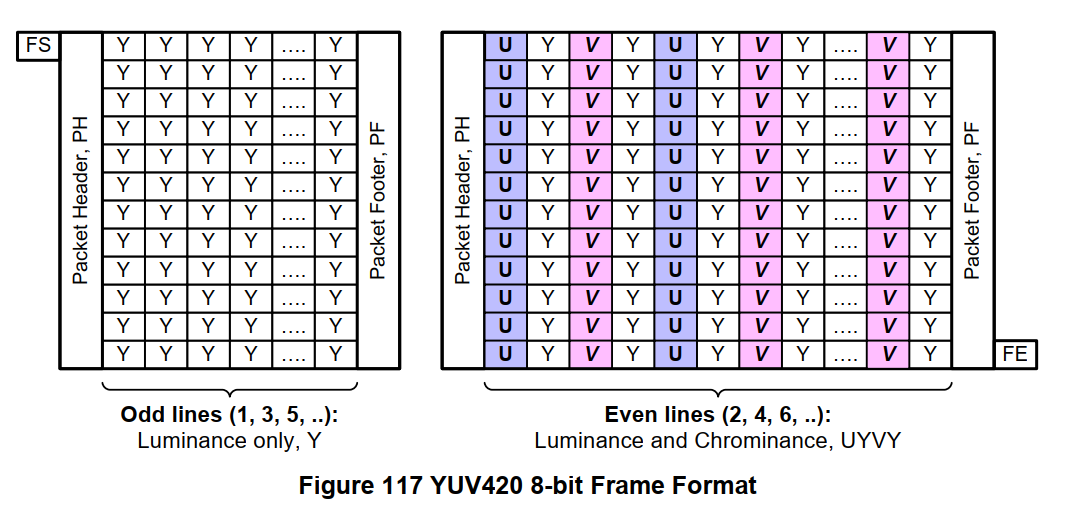 FS Y Y Y Y .... Y U Y V Y U Y V Y .... V Y
Y Y Y Y .... Y U Y V Y U Y V Y .... V Y
Y Y Y Y .... Y U Y V Y U Y V Y .... V Y
Y Y Y Y .... Y U Y V Y U Y V Y .... V Y
Y Y Y Y .... Y U Y V Y U Y V Y .... V Y
Y Y Y Y .... Y U Y V Y U Y V Y .... V Y
Y Y Y Y .... Y U Y V Y U Y V Y .... V Y
Y Y Y Y .... Y U Y V Y U Y V Y .... V Y
Y Y Y Y .... Y U Y V Y U Y V Y .... V Y
Y Y Y Y .... Y U Y V Y U Y V Y .... V Y
Y Y Y Y .... Y U Y V Y U Y V Y .... V Y
Y Y Y Y .... Y U Y V Y U Y V Y .... V Y FE
Packet Header, PH
Packet Footer, PF
Packet Header, PH
Packet Footer, PF
Odd lines (1, 3, 5, ..):
Luminance only, Y
Even lines (2, 4, 6, ..):
Luminance and Chrominance, UYVY
Figure 117 YUV420 8-bit Frame Format